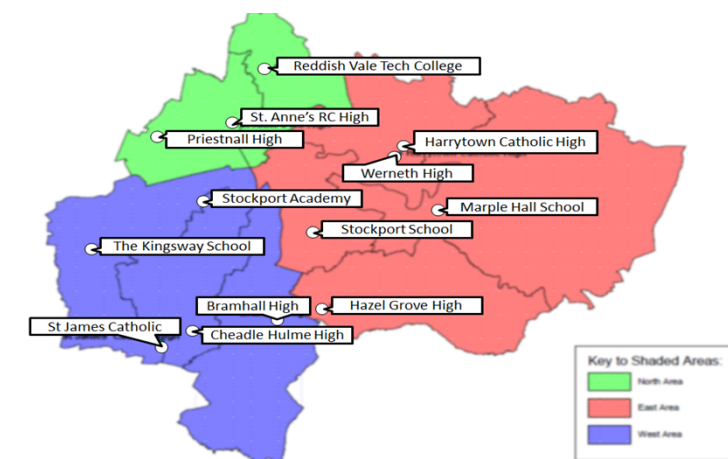 Reddish Vale Tech College
St. Anne's RC High
Priestnall High
Harrytown Catholic High
Werneth High
Stockport Academy
Marple Hall School
Stockport School
The Kingsway School
Bramhall High
Hazel Grove High
St James Catholic
Cheadle Hulme High
Key to Shaded Areas:
North Area
East Area
West Area